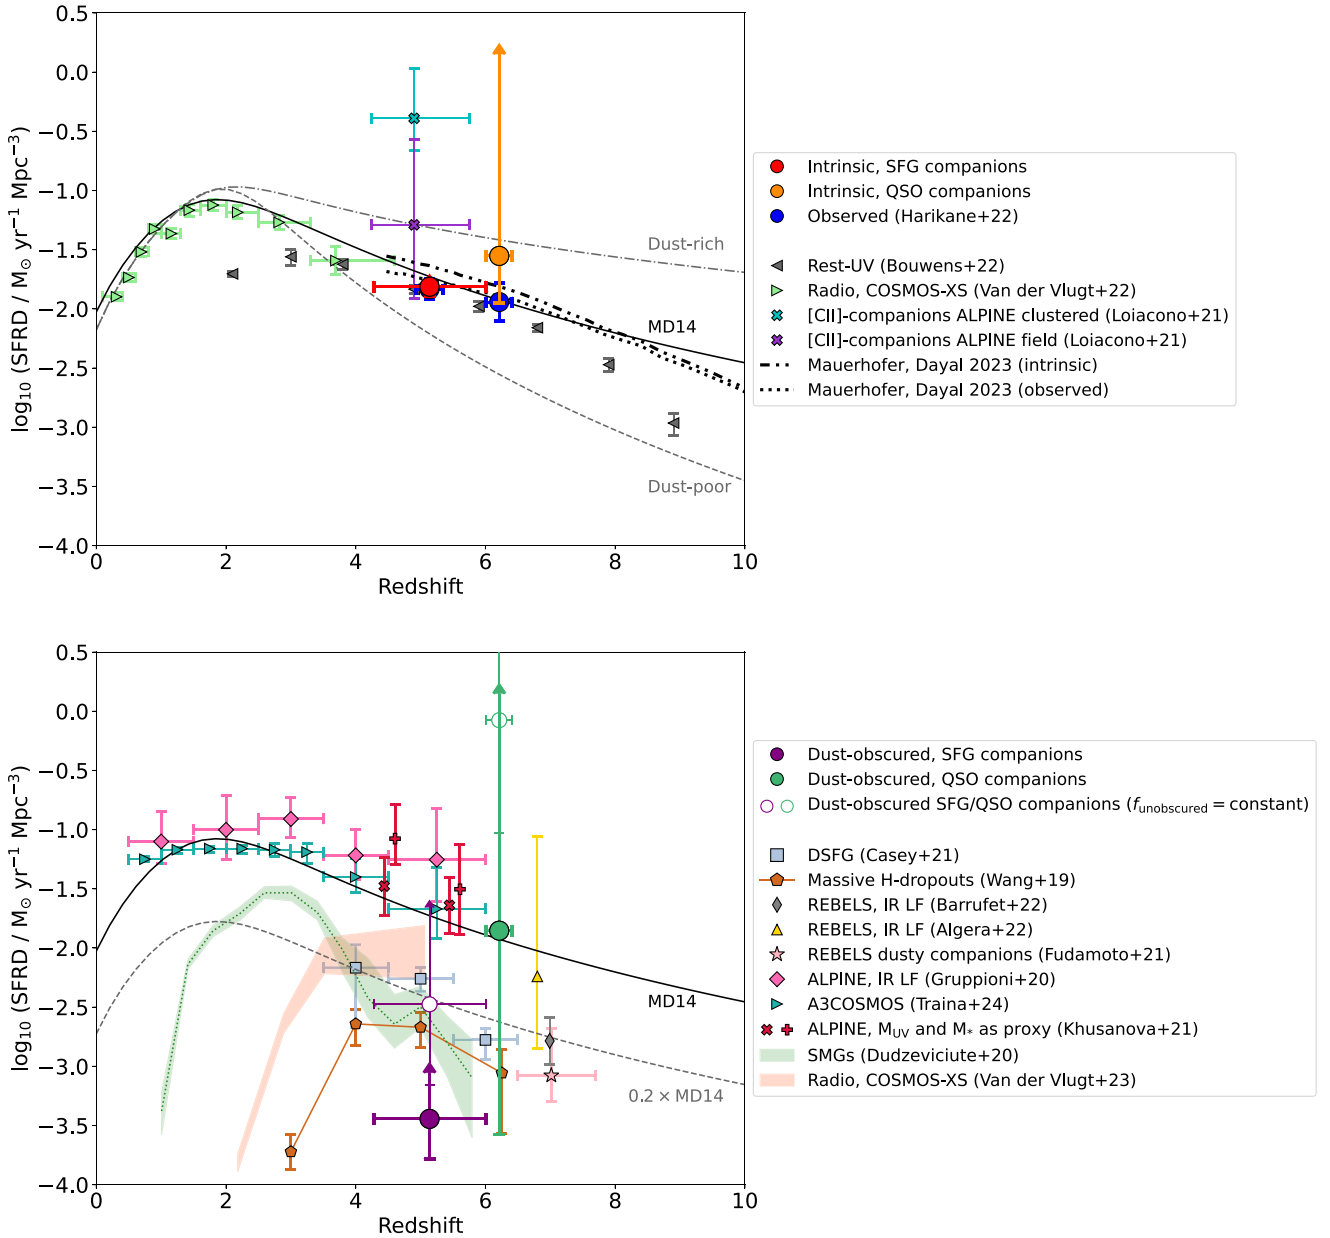 0.5
0.0
−0.5
−1.0
−1.5
−2.0
−2.5
−3.0
−3.5
−4.0
log₁₀ (SFRD / M⊙ yr⁻¹ Mpc⁻³)
Dust-rich
MD14
Dust-poor
0 2 4 6 8 10
Redshift
Intrinsic, SFG companions
Intrinsic, QSO companions
Observed (Harikane+22)
Rest-UV (Bouwens+22)
Radio, COSMOS-XS (Van der Vlugt+22)
[CII]-companions ALPINE clustered (Loiacono+21)
[CII]-companions ALPINE field (Loiacono+21)
Mauerhofer, Dayal 2023 (intrinsic)
Mauerhofer, Dayal 2023 (observed)
0.5
0.0
−0.5
−1.0
−1.5
−2.0
−2.5
−3.0
−3.5
−4.0
log₁₀ (SFRD / M⊙ yr⁻¹ Mpc⁻³)
MD14
0.2 × MD14
0 2 4 6 8 10
Redshift
Dust-obscured, SFG companions
Dust-obscured, QSO companions
Dust-obscured SFG/QSO companions (f_unobscured = constant)
DSFG (Casey+21)
Massive H-dropouts (Wang+19)
REBELS, IR LF (Barrufet+22)
REBELS, IR LF (Algera+22)
REBELS dusty companions (Fudamoto+21)
ALPINE, IR LF (Gruppioni+20)
A3COSMOS (Traina+24)
ALPINE, M_UV and M_* as proxy (Khusanova+21)
SMGs (Dudzeviciute+20)
Radio, COSMOS-XS (Van der Vlugt+23)